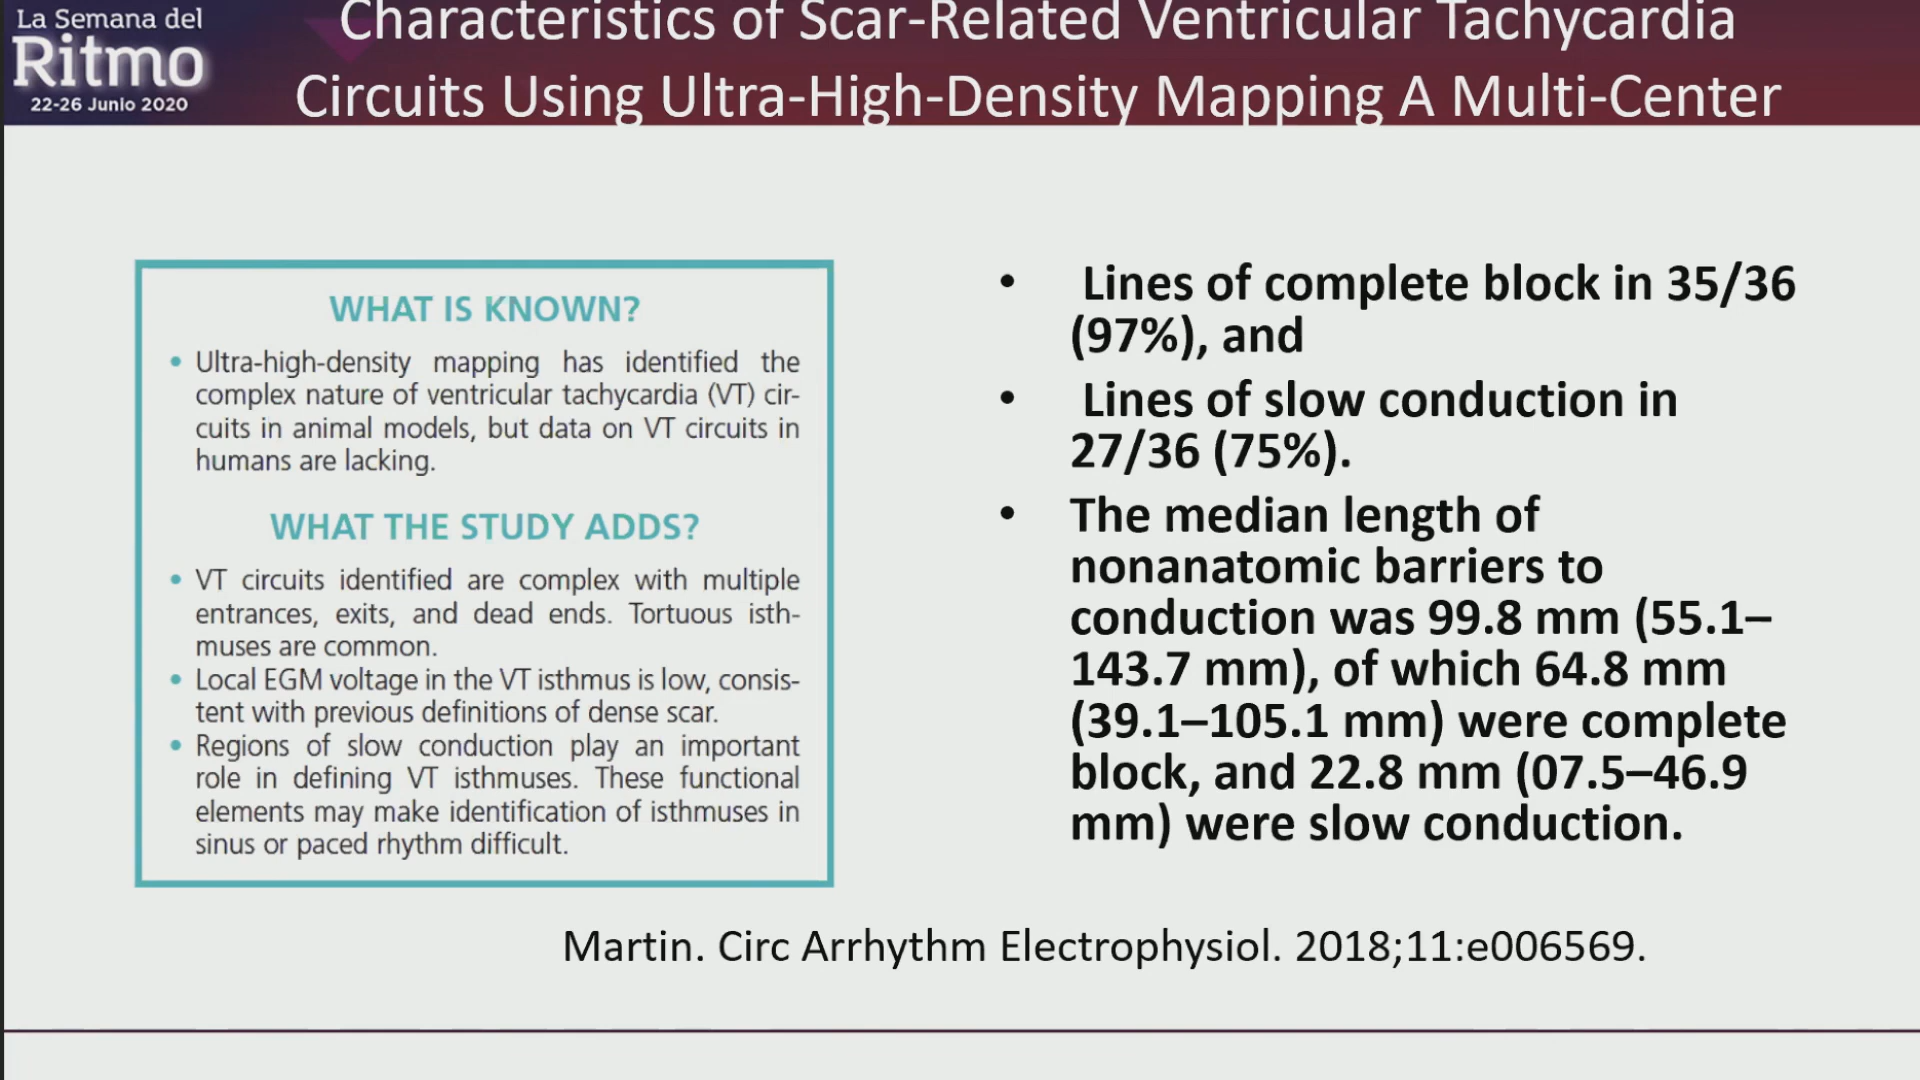 La Semana del
Ritmo
22-26 Junio 2020
Characteristics of Scar-Related Ventricular Tachycardia
Circuits Using Ultra-High-Density Mapping A Multi-Center
WHAT IS KNOWN?
• Ultra-high-density mapping has identified the
complex nature of ventricular tachycardia (VT) cir-
cuits in animal models, but data on VT circuits in
humans are lacking.
WHAT THE STUDY ADDS?
• VT circuits identified are complex with multiple
entrances, exits, and dead ends. Tortuous isth-
muses are common.
• Local EGM voltage in the VT isthmus is low, consis-
tent with previous definitions of dense scar.
• Regions of slow conduction play an important
role in defining VT isthmuses. These functional
elements may make identification of isthmuses in
sinus or paced rhythm difficult.
• Lines of complete block in 35/36
(97%), and
• Lines of slow conduction in
27/36 (75%).
• The median length of
nonanatomic barriers to
conduction was 99.8 mm (55.1–
143.7 mm), of which 64.8 mm
(39.1–105.1 mm) were complete
block, and 22.8 mm (07.5–46.9
mm) were slow conduction.
Martin. Circ Arrhythm Electrophysiol. 2018;11:e006569.